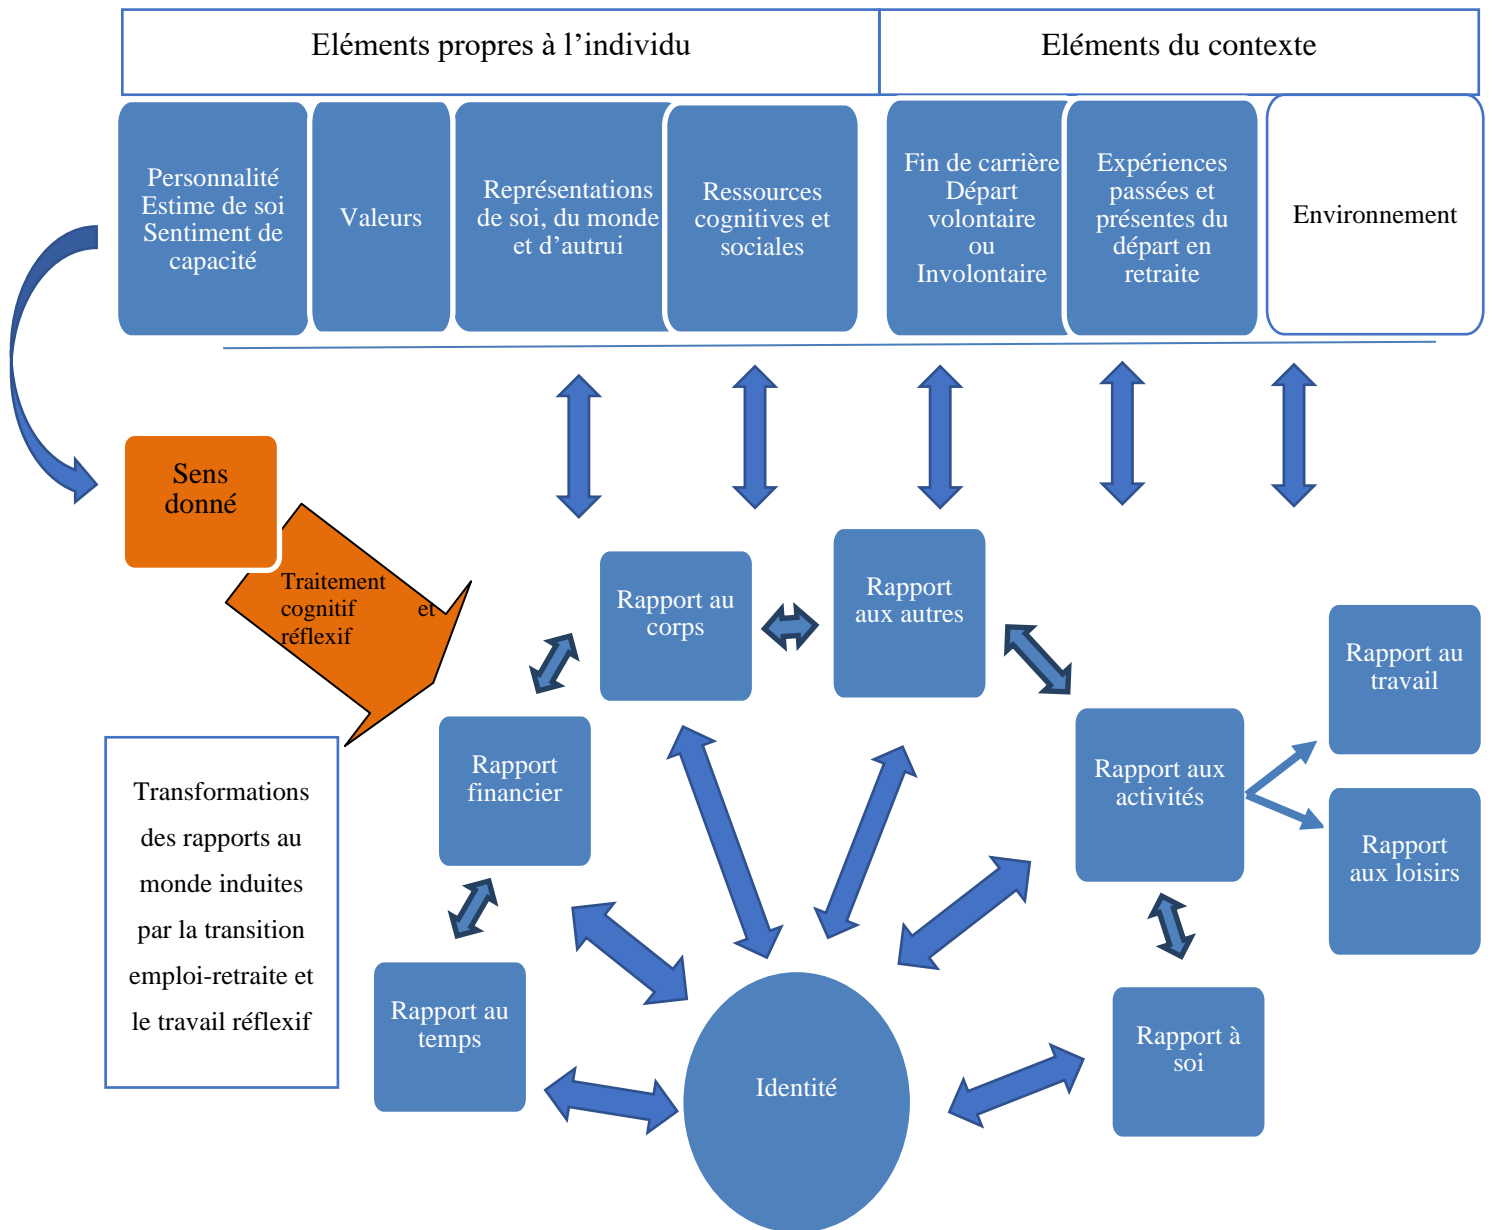 Eléments propres à l’individu
Eléments du contexte
Personnalité
Estime de soi
Sentiment de
capacité
Valeurs
Représentations
de soi, du monde
et d’autrui
Ressources
cognitives et
sociales
Fin de carrière
Départ
volontaire
ou
Involontaire
Expériences
passées et
présentes du
départ en
retraite
Environnement
Sens
donné
Traitement
cognitif et
réflexif
Rapport au
corps
Rapport
aux autres
Rapport au
travail
Rapport
financier
Rapport aux
activités
Rapport
aux loisirs
Transformations
des rapports au
monde induites
par la transition
emploi-retraite et
le travail réflexif
Rapport au
temps
Identité
Rapport à
soi